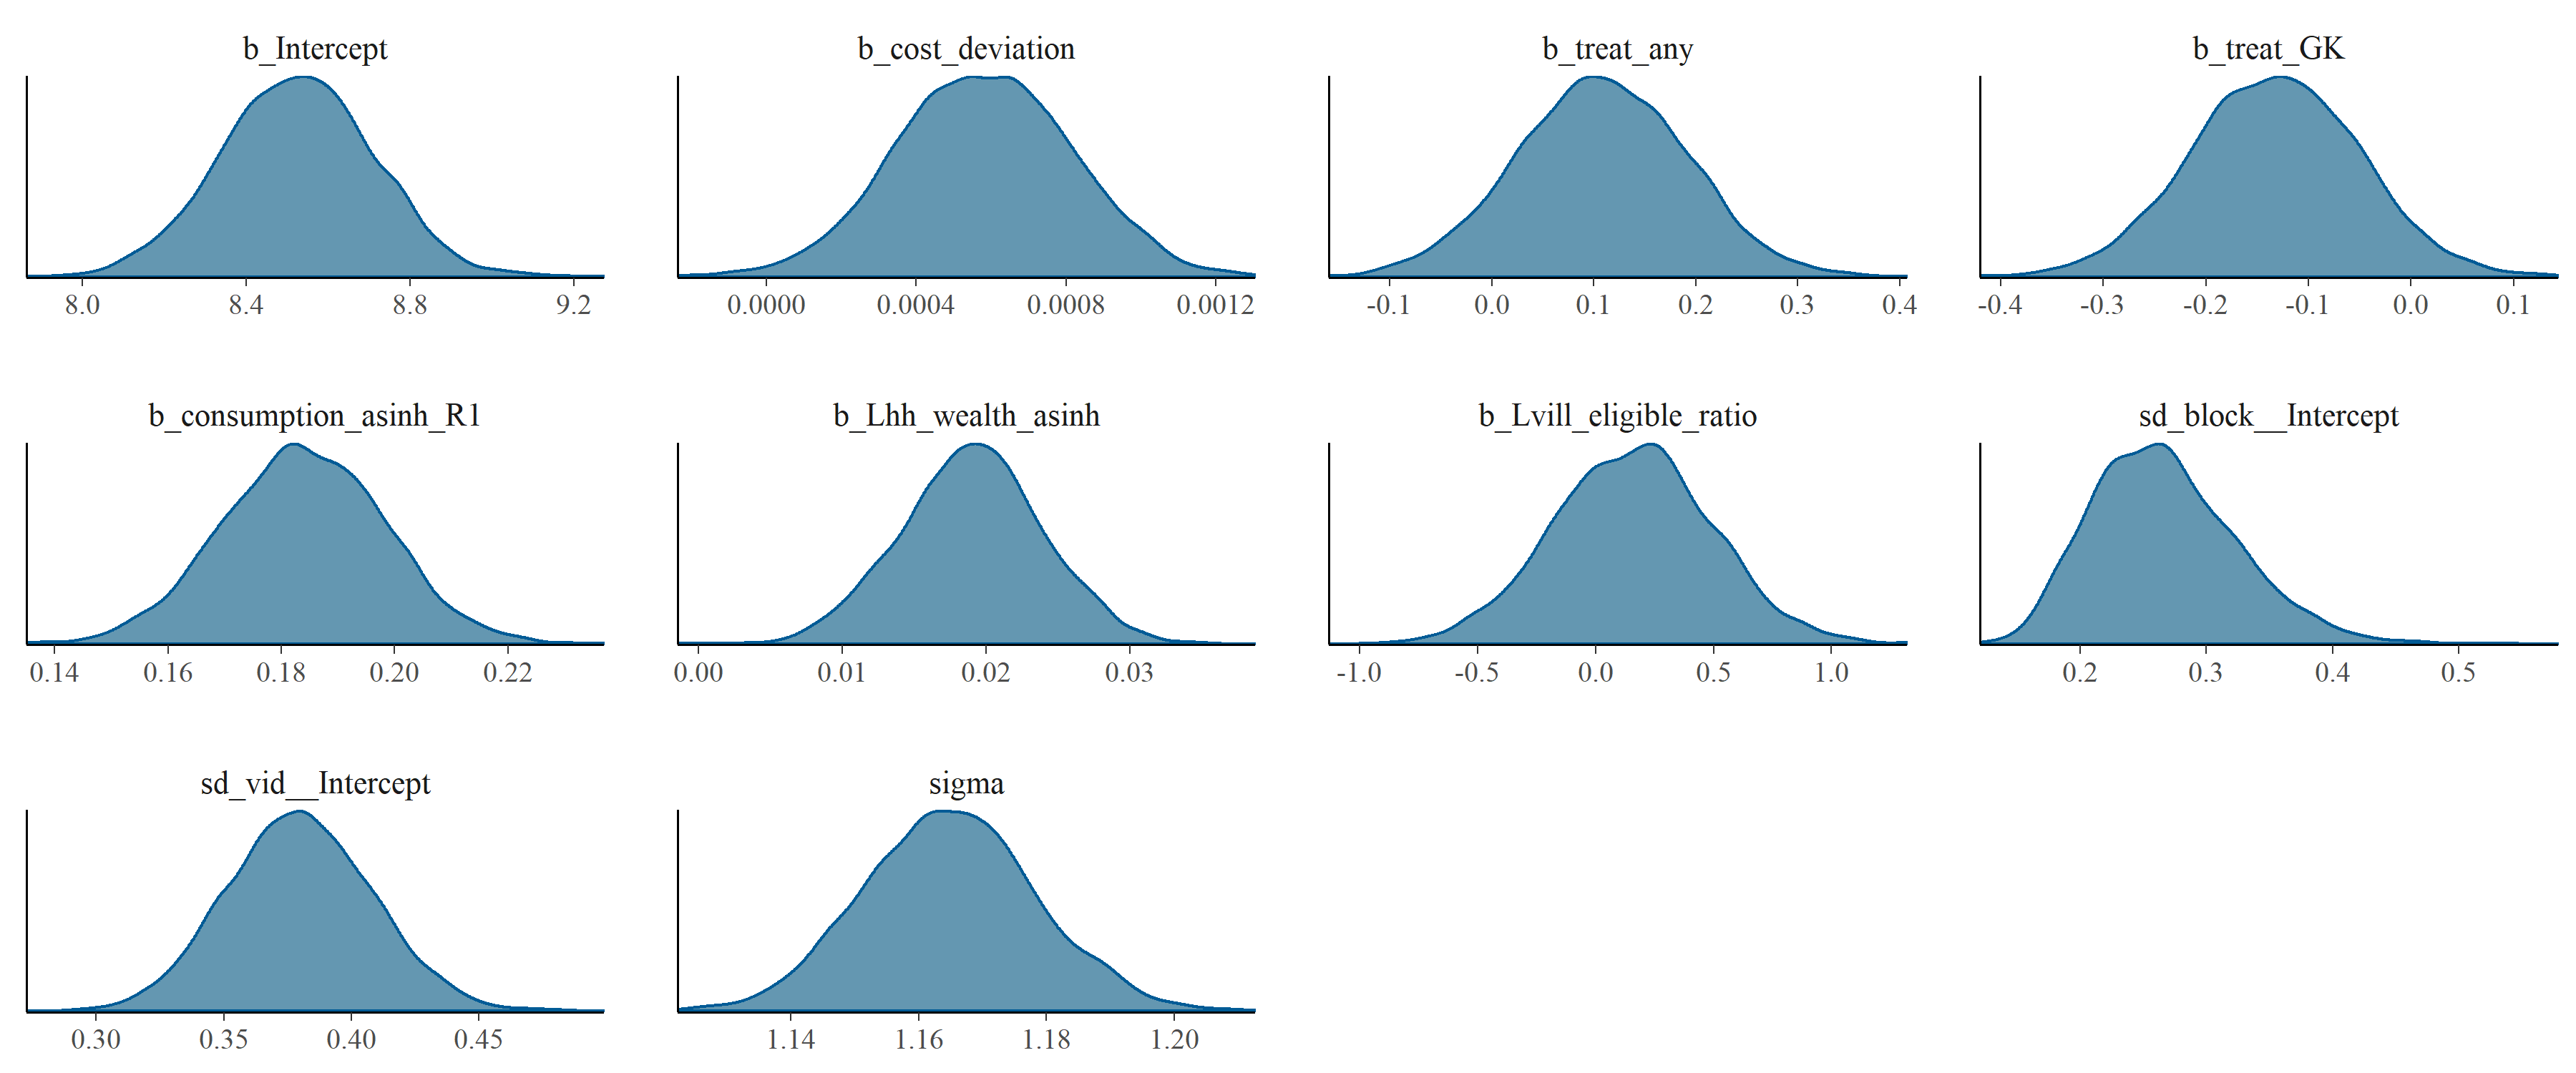 b_Intercept b_cost_deviation b_treat_any b_treat_GK
8.0 8.4 8.8 9.2 0.0000 0.0004 0.0008 0.0012 -0.1 0.0 0.1 0.2 0.3 0.4 -0.4 -0.3 -0.2 -0.1 0.0 0.1
b_consumption_asinh_R1 b_Lhh_wealth_asinh b_Lvill_eligible_ratio sd_block__Intercept
0.14 0.16 0.18 0.20 0.22 0.00 0.01 0.02 0.03 -1.0 -0.5 0.0 0.5 1.0 0.2 0.3 0.4 0.5
sd_vid__Intercept sigma
0.30 0.35 0.40 0.45 1.14 1.16 1.18 1.20